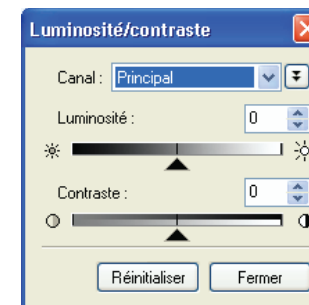 Luminosité/contraste
Canal : Principal
Luminosité : 0
Contraste : 0
Réinitialiser Fermer